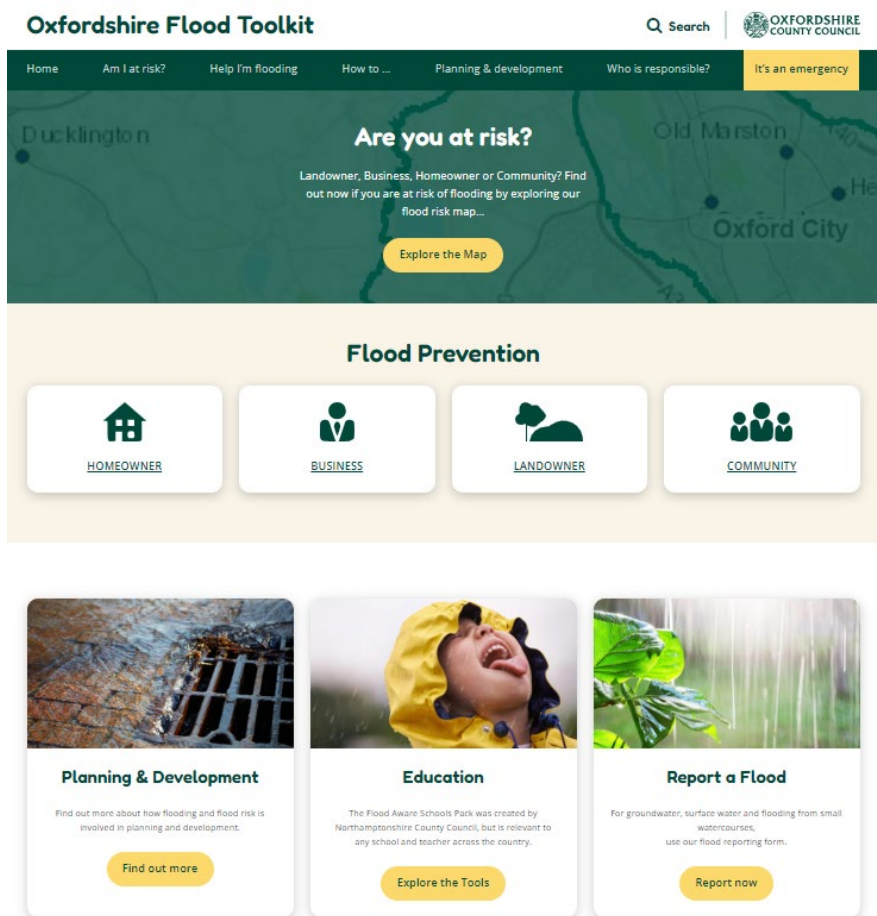 Oxfordshire Flood Toolkit
Search
OXFORDSHIRE
COUNTY COUNCIL
Home
Am I at risk?
Help I'm flooding
How to ...
Planning & development
Who is responsible?
It's an emergency
Ducklington
Old Marston
A40
He
Oxford City
A3
Are you at risk?
Landowner, Business, Homeowner or Community? Find
out now if you are at risk of flooding by exploring our
flood risk map...
Explore the Map
Flood Prevention
HOMEOWNER
BUSINESS
LANDOWNER
COMMUNITY
Planning & Development
Find out more about how flooding and flood risk is
involved in planning and development.
Find out more
Education
The Flood Aware Schools Pack was created by
Northamptonshire County Council, but is relevant to
any school and teacher across the country.
Explore the Tools
Report a Flood
For groundwater, surface water and flooding from small
watercourses,
use our flood reporting form.
Report now